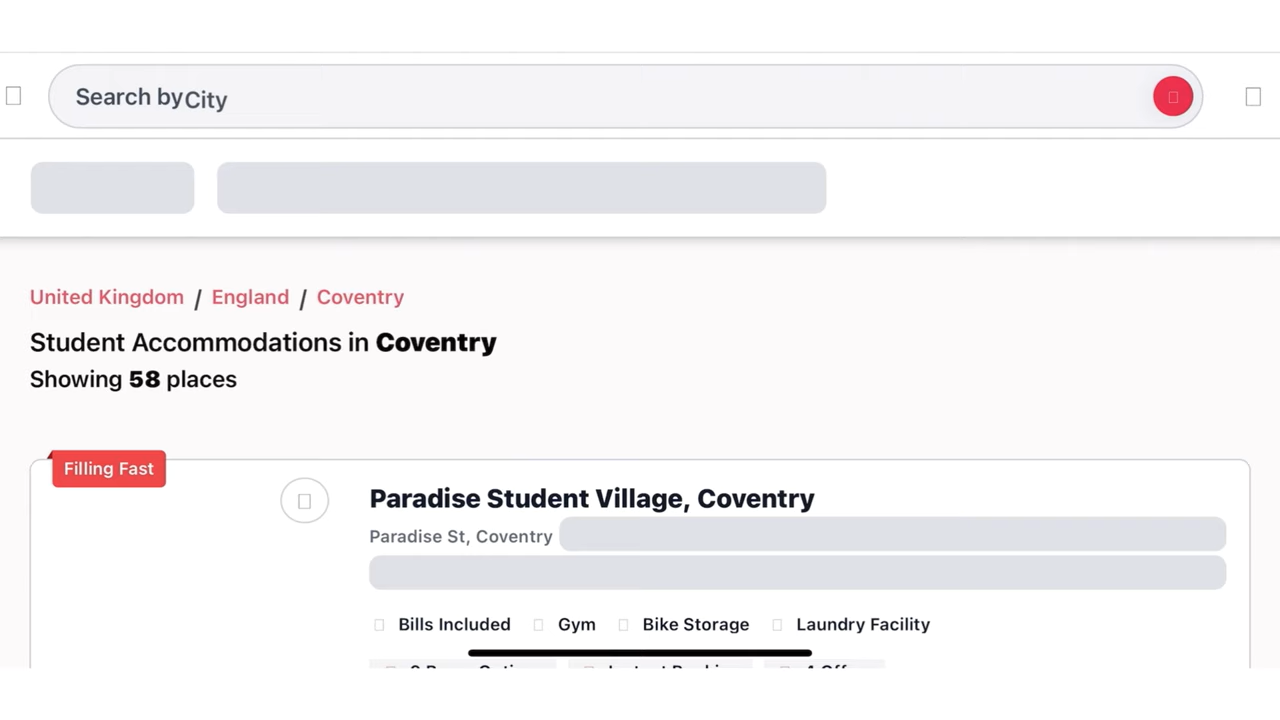 Search by City
United Kingdom / England / Coventry
Student Accommodations in Coventry
Showing 58 places
Filling Fast
Paradise Student Village, Coventry
Paradise St, Coventry
Bills Included Gym Bike Storage Laundry Facility